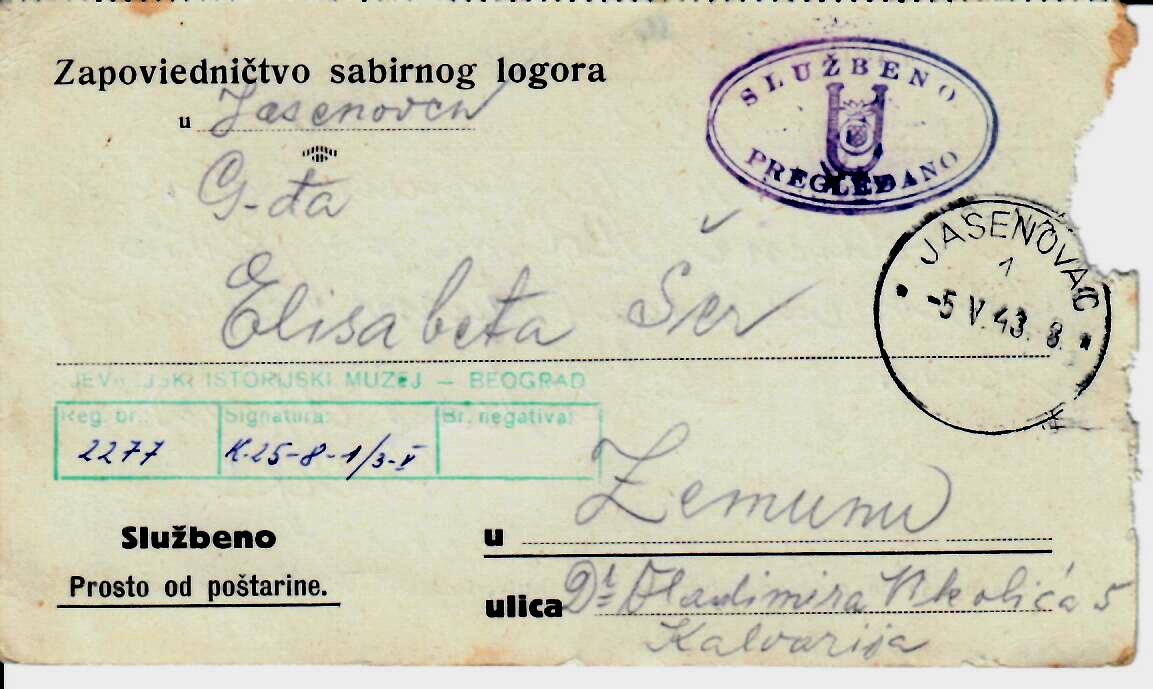 Zapoviedničtvo sabirnog logora
u Jasenovcu
SLUŽBENO
PREGLEDANO
G-đa
Elisabeta Šer
JASENOVAC
1
-5 V. 43. 8.
JEVREJSKI ISTORIJSKI MUZEJ – BEOGRAD
Reg. br.: Signatura: Br. negativa:
2277 K-25-8-1/3-V
u Zemunu
Službeno
Prosto od poštarine.
ulica Dr Vladimira Nikolića 5
Kalvarija